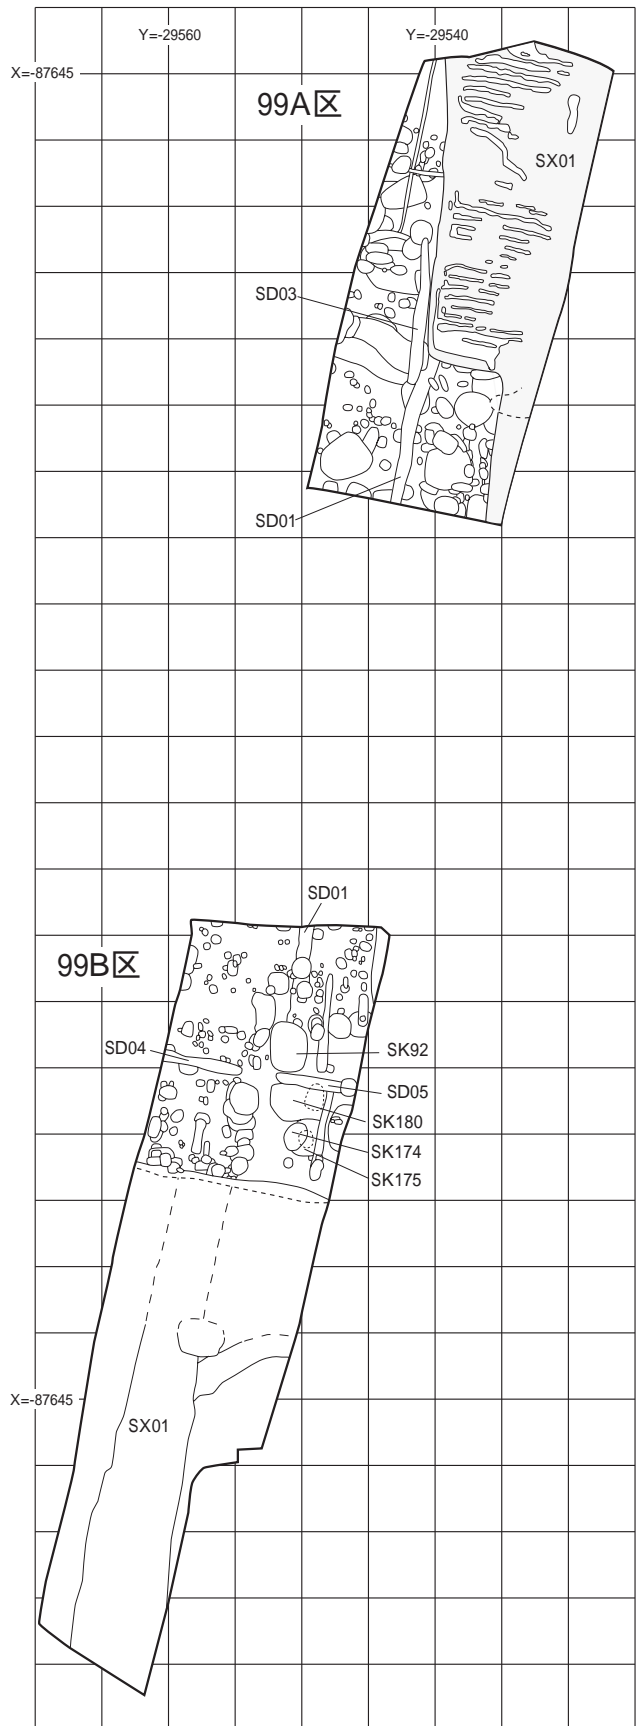 Y=-29560
Y=-29540
X=-87645
99A区
SX01
SD03
SD01
SD01
99B区
SD04
SK92
SD05
SK180
SK174
SK175
X=-87645
SX01